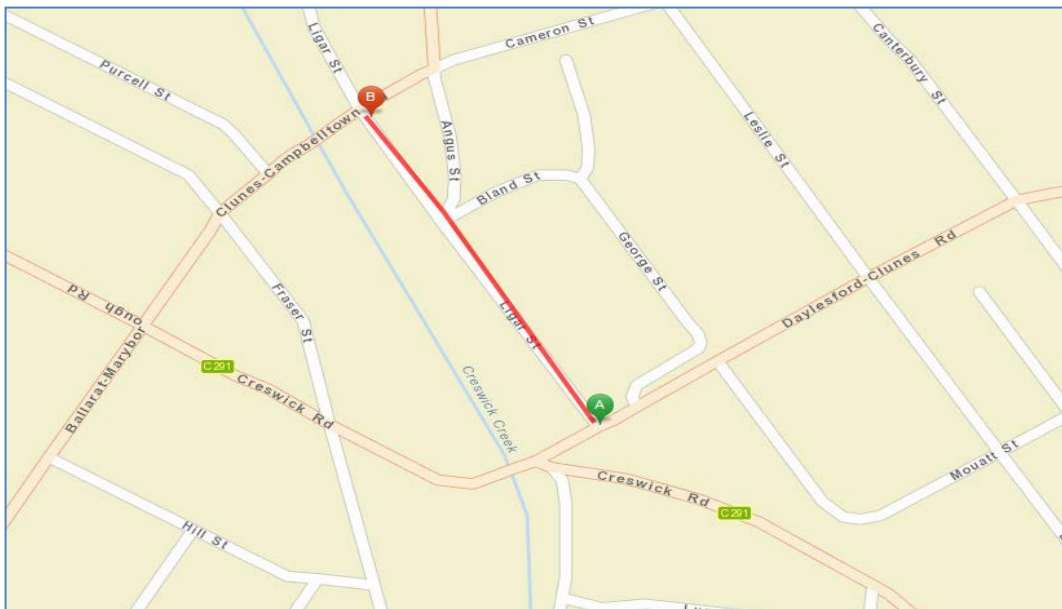 Ligar St
Cameron St
Canterbury St
Purcell St
B
Leslie St
Clunes-Campbelltown
Angus St
Bland St
George St
Daylesford-Clunes Rd
Fraser St
ough Rd
Ballarat-Marybor
C291
Creswick Rd
Ligar St
Creswick Creek
A
Mouatt St
Creswick Rd
C291
Hill St